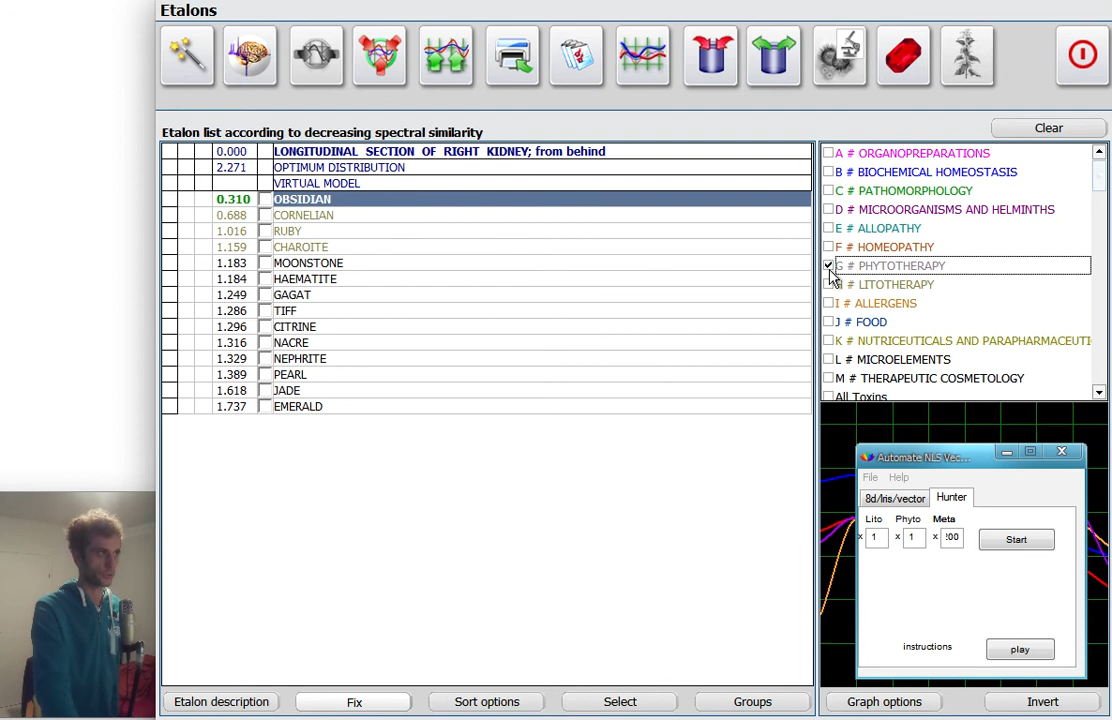 Etalons
Etalon list according to decreasing spectral similarity
Clear
0.000 LONGITUDINAL SECTION OF RIGHT KIDNEY; from behind
2.271 OPTIMUM DISTRIBUTION
VIRTUAL MODEL
0.310 OBSIDIAN
0.688 CORNELIAN
1.016 RUBY
1.159 CHAROITE
1.183 MOONSTONE
1.184 HAEMATITE
1.249 GAGAT
1.286 TIFF
1.296 CITRINE
1.316 NACRE
1.329 NEPHRITE
1.389 PEARL
1.618 JADE
1.737 EMERALD
A # ORGANOPREPARATIONS
B # BIOCHEMICAL HOMEOSTASIS
C # PATHOMORPHOLOGY
D # MICROORGANISMS AND HELMINTHS
E # ALLOPATHY
F # HOMEOPATHY
G # PHYTOTHERAPY
# LITOTHERAPY
I # ALLERGENS
J # FOOD
K # NUTRICEUTICALS AND PARAPHARMACEUTI
L # MICROELEMENTS
M # THERAPEUTIC COSMETOLOGY
All Toxins
Automate NLS Vec...
File Help
8d/Iris/vector Hunter
Lito Phyto Meta
x 1 x 1 x :00 Start
instructions play
Etalon description Fix Sort options Select Groups Graph options Invert